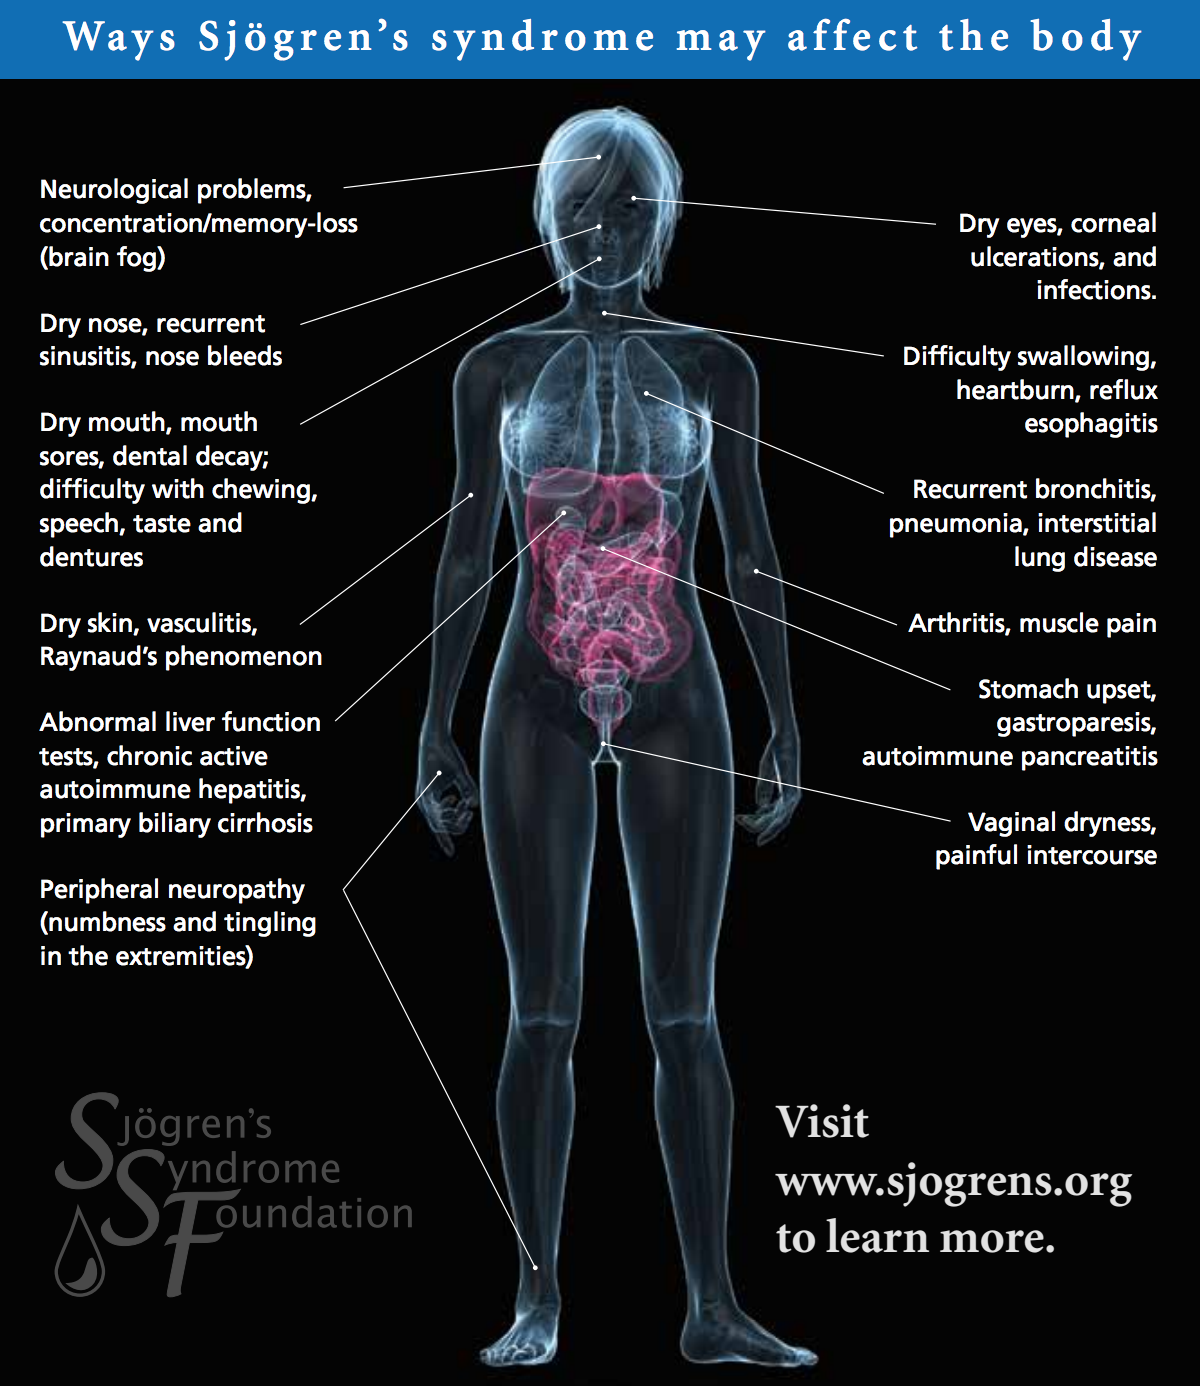 Ways Sjögren’s syndrome may affect the body
Neurological problems,
concentration/memory-loss
(brain fog)
Dry nose, recurrent
sinusitis, nose bleeds
Dry mouth, mouth
sores, dental decay;
difficulty with chewing,
speech, taste and
dentures
Dry skin, vasculitis,
Raynaud’s phenomenon
Abnormal liver function
tests, chronic active
autoimmune hepatitis,
primary biliary cirrhosis
Peripheral neuropathy
(numbness and tingling
in the extremities)
Dry eyes, corneal
ulcerations, and
infections.
Difficulty swallowing,
heartburn, reflux
esophagitis
Recurrent bronchitis,
pneumonia, interstitial
lung disease
Arthritis, muscle pain
Stomach upset,
gastroparesis,
autoimmune pancreatitis
Vaginal dryness,
painful intercourse
Sjögren’s
Syndrome
Foundation
Visit
www.sjogrens.org
to learn more.